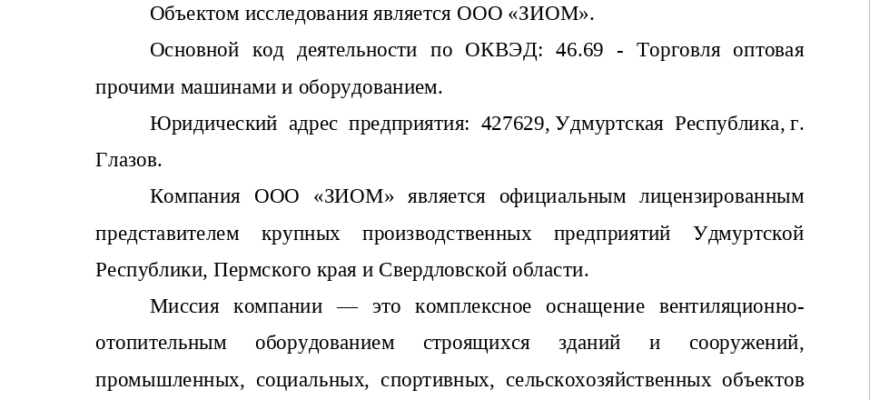 Объектом исследования является ООО «ЗИОМ».
Основной код деятельности по ОКВЭД: 46.69 - Торговля оптовая
прочими машинами и оборудованием.
Юридический адрес предприятия: 427629, Удмуртская Республика, г.
Глазов.
Компания ООО «ЗИОМ» является официальным лицензированным
представителем крупных производственных предприятий Удмуртской
Республики, Пермского края и Свердловской области.
Миссия компании — это комплексное оснащение вентиляционно-
отопительным оборудованием строящихся зданий и сооружений,
промышленных, социальных, спортивных, сельскохозяйственных объектов